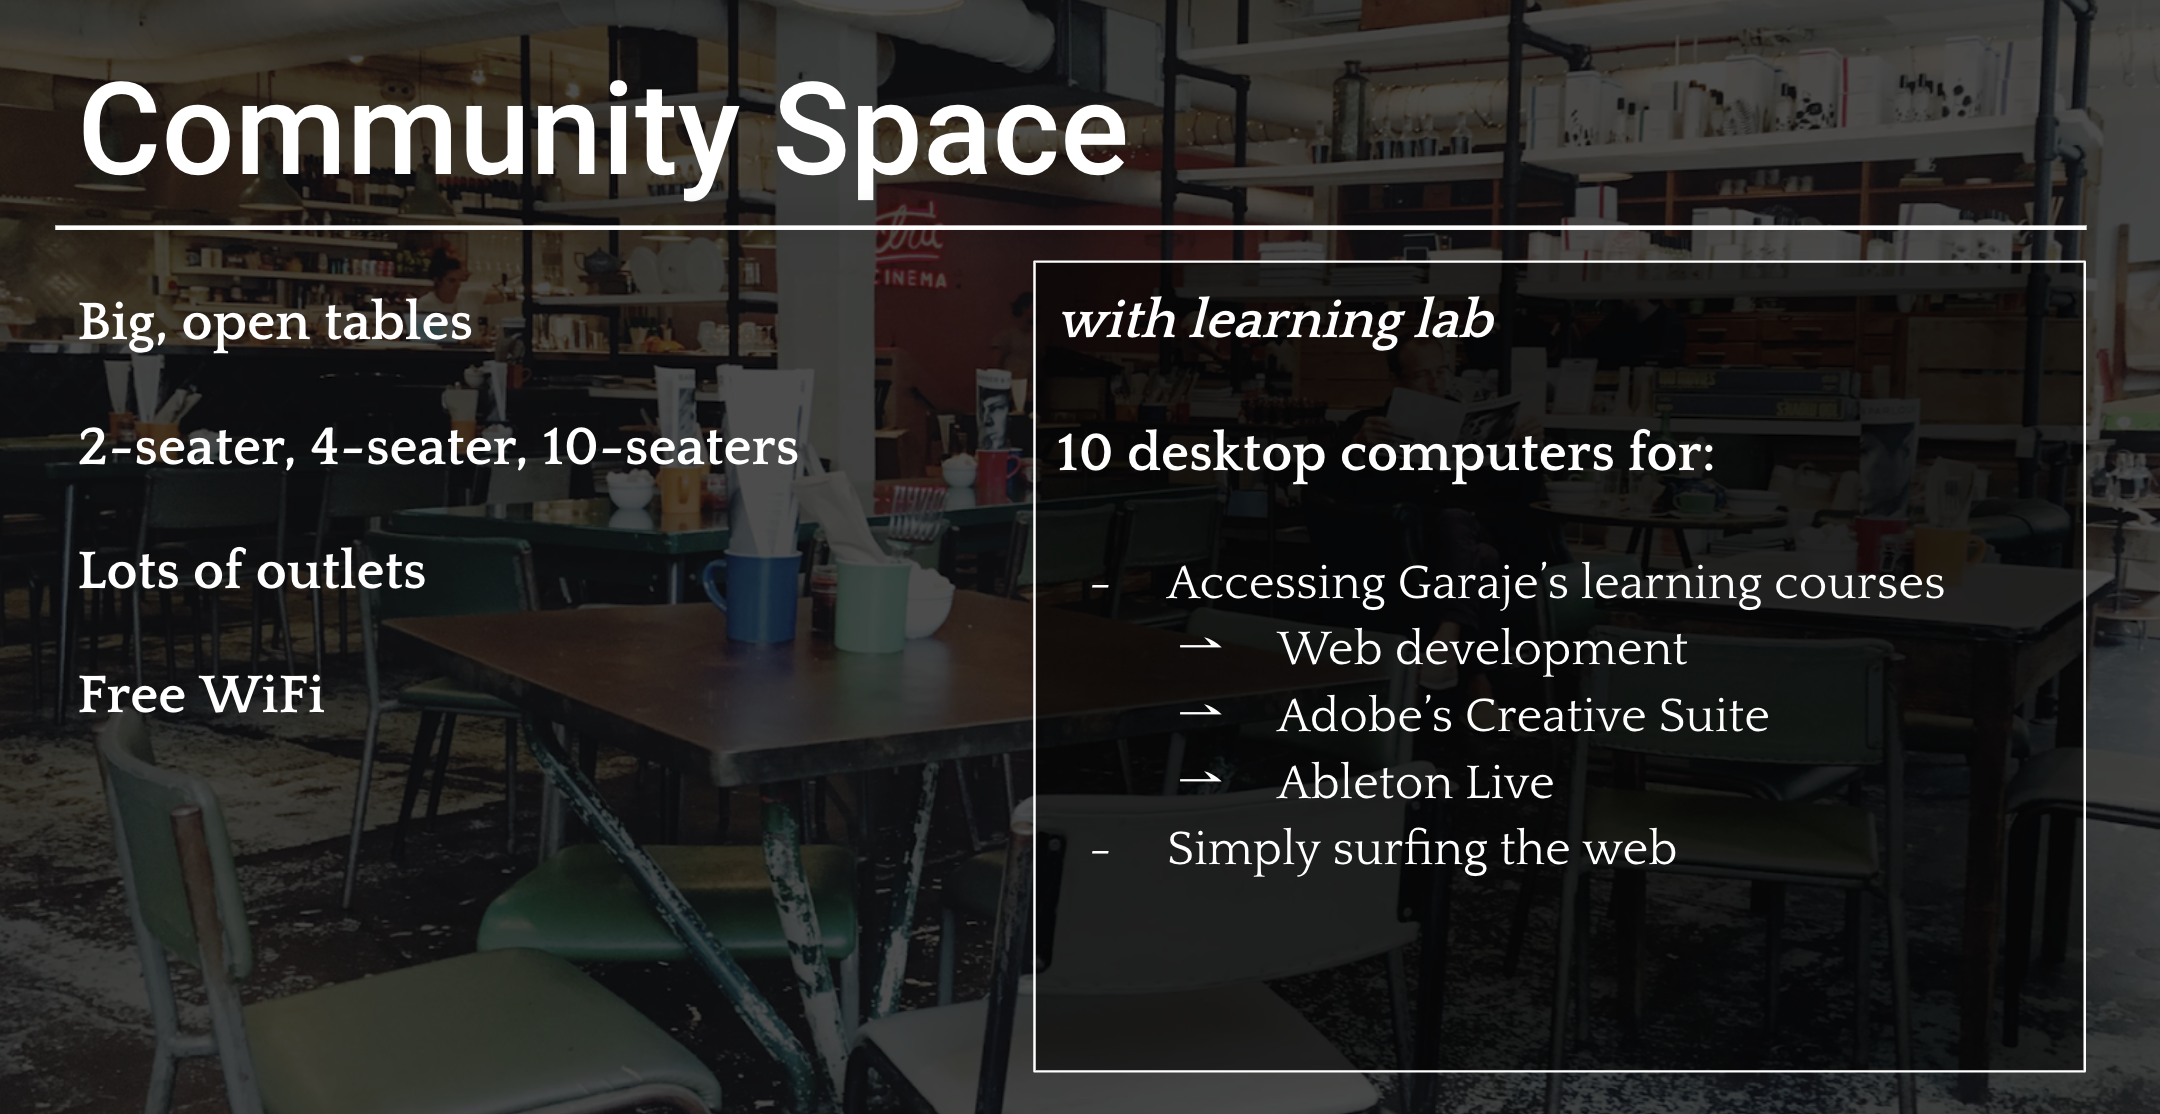 Community Space
CINEMA
Big, open tables
2-seater, 4-seater, 10-seaters
Lots of outlets
Free WiFi
with learning lab
10 desktop computers for:
- Accessing Garaje’s learning courses
⇀ Web development
⇀ Adobe’s Creative Suite
⇀ Ableton Live
- Simply surfing the web